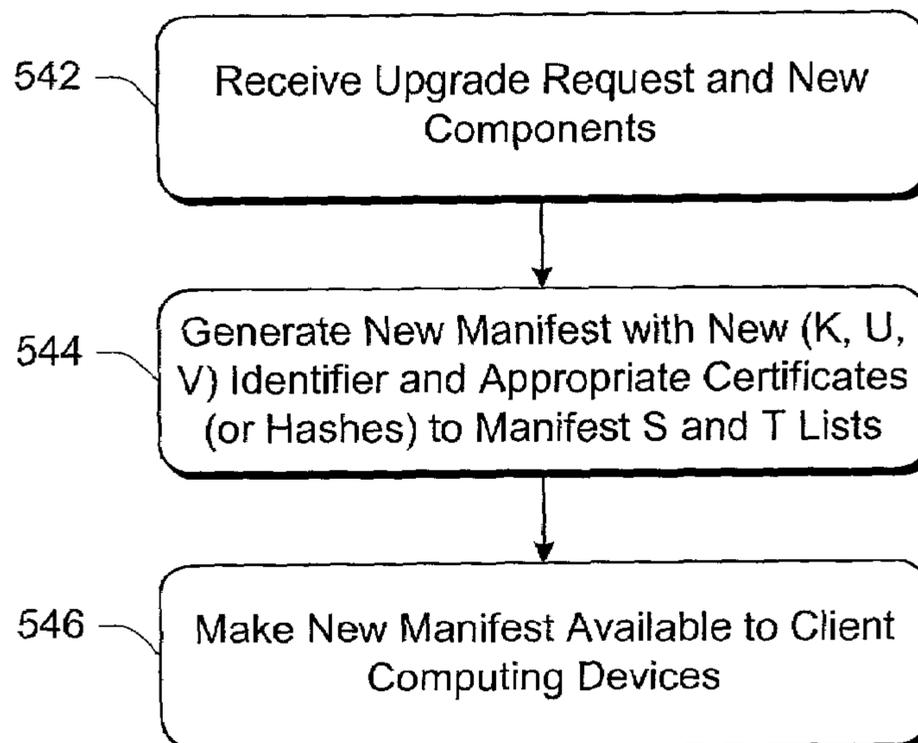 542
Receive Upgrade Request and New
Components
544
Generate New Manifest with New (K, U,
V) Identifier and Appropriate Certificates
(or Hashes) to Manifest S and T Lists
546
Make New Manifest Available to Client
Computing Devices